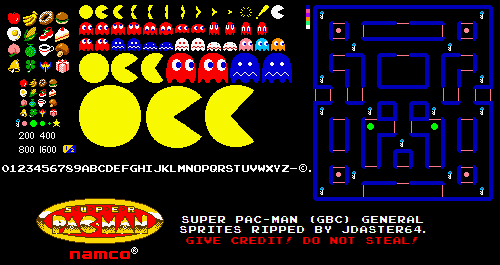 200 400
800 1600
0123456789ABCDEFGHIJKLMNOPQRSTUVWXYZ-©.
SUPER
PAC-MAN
namco®
SUPER PAC-MAN (GBC) GENERAL
SPRITES RIPPED BY JDASTER64.
GIVE CREDIT! DO NOT STEAL!